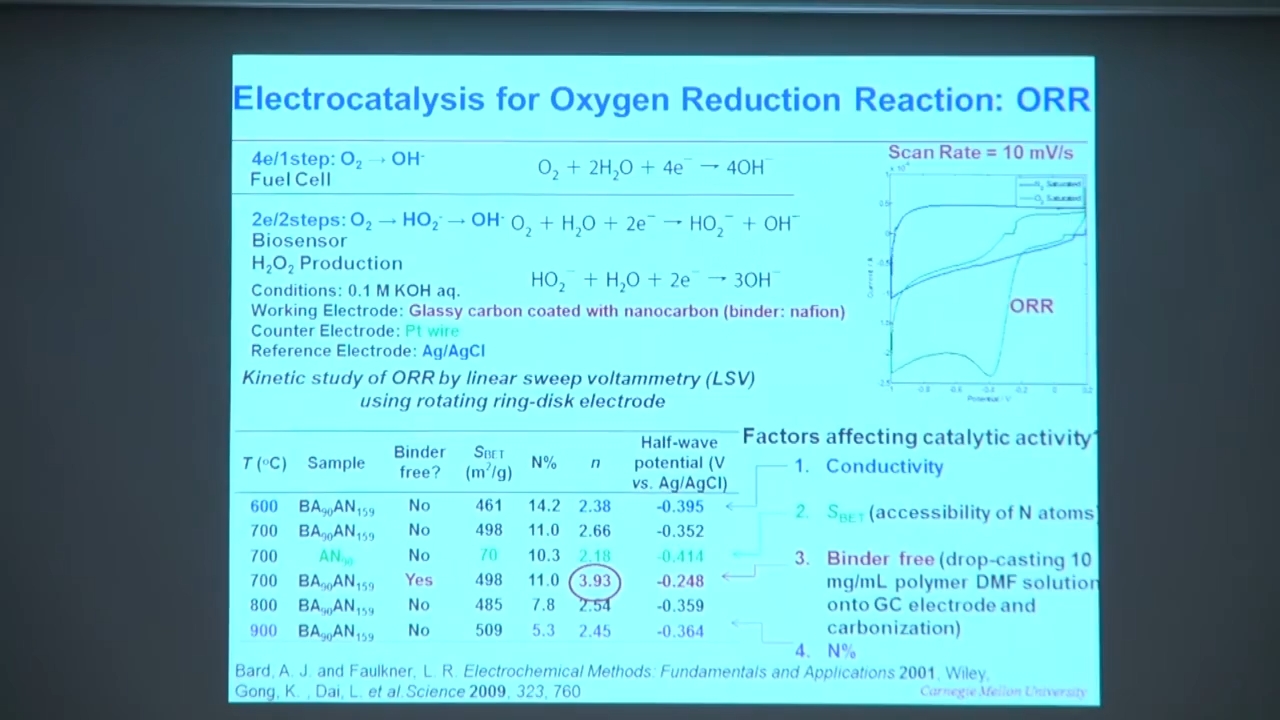 Electrocatalysis for Oxygen Reduction Reaction: ORR
4e/1step: O₂ → OH⁻
Fuel Cell
O₂ + 2H₂O + 4e⁻ → 4OH⁻
2e/2steps: O₂ → HO₂⁻ → OH⁻
O₂ + H₂O + 2e⁻ → HO₂⁻ + OH⁻
Biosensor
H₂O₂ Production
HO₂⁻ + H₂O + 2e⁻ → 3OH⁻
Conditions: 0.1 M KOH aq.
Working Electrode: Glassy carbon coated with nanocarbon (binder: nafion)
Counter Electrode: Pt wire
Reference Electrode: Ag/AgCl
Scan Rate = 10 mV/s
N₂ Saturated
O₂ Saturated
ORR
Current / A
Potential / V
Kinetic study of ORR by linear sweep voltammetry (LSV)
using rotating ring-disk electrode
T (°C) Sample Binder free? S_BET (m²/g) N% n Half-wave potential (V vs. Ag/AgCl)
600 BA₉₀AN₁₅₉ No 461 14.2 2.38 -0.395
700 BA₉₀AN₁₅₉ No 498 11.0 2.66 -0.352
700 No 70 10.3 2.18 -0.414
700 BA₉₀AN₁₅₉ Yes 498 11.0 3.93 -0.248
800 BA₉₀AN₁₅₉ No 485 7.8 2.54 -0.359
900 BA₉₀AN₁₅₉ No 509 5.3 2.45 -0.364
Factors affecting catalytic activity
1. Conductivity
2. S_BET (accessibility of N atoms)
3. Binder free (drop-casting 10
mg/mL polymer DMF solution
onto GC electrode and
carbonization)
4. N%
Bard, A. J. and Faulkner, L. R. Electrochemical Methods: Fundamentals and Applications 2001, Wiley.
Gong, K. , Dai, L. et al. Science 2009, 323, 760
Carnegie Mellon University